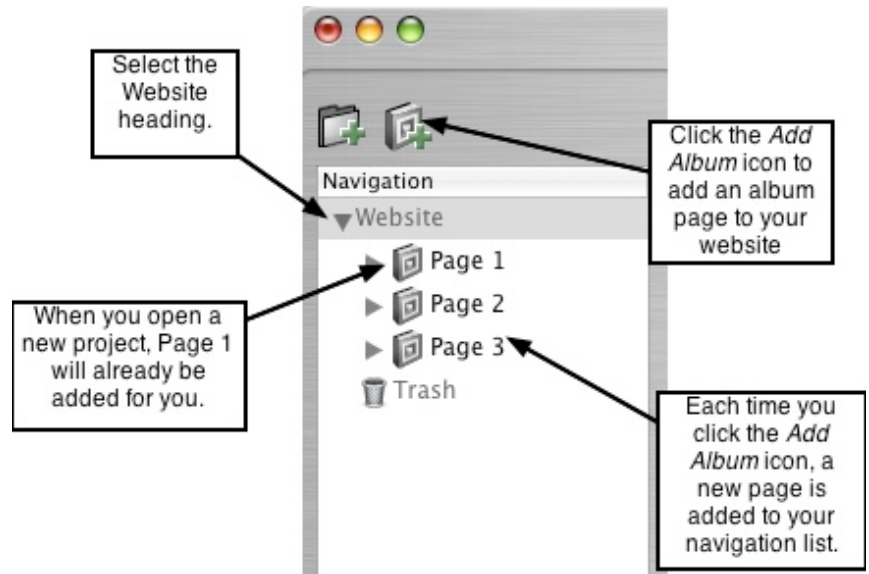 Select the
Website
heading.
Click the Add
Album icon to
add an album
page to your
website
Navigation
Website
Page 1
Page 2
Page 3
Trash
When you open a
new project, Page 1
will already be
added for you.
Each time you
click the Add
Album icon, a
new page is
added to your
navigation list.